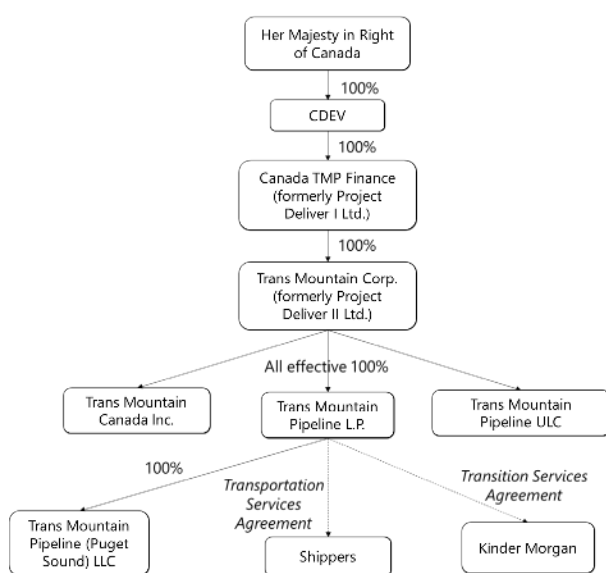 Her Majesty in Right
of Canada
100%
CDEV
100%
Canada TMP Finance
(formerly Project
Deliver I Ltd.)
100%
Trans Mountain Corp.
(formerly Project
Deliver II Ltd.)
All effective 100%
Trans Mountain
Canada Inc.
Trans Mountain
Pipeline L.P.
Trans Mountain
Pipeline ULC
100%
Transportation
Services
Agreement
Transition Services
Agreement
Trans Mountain
Pipeline (Puget
Sound) LLC
Shippers
Kinder Morgan